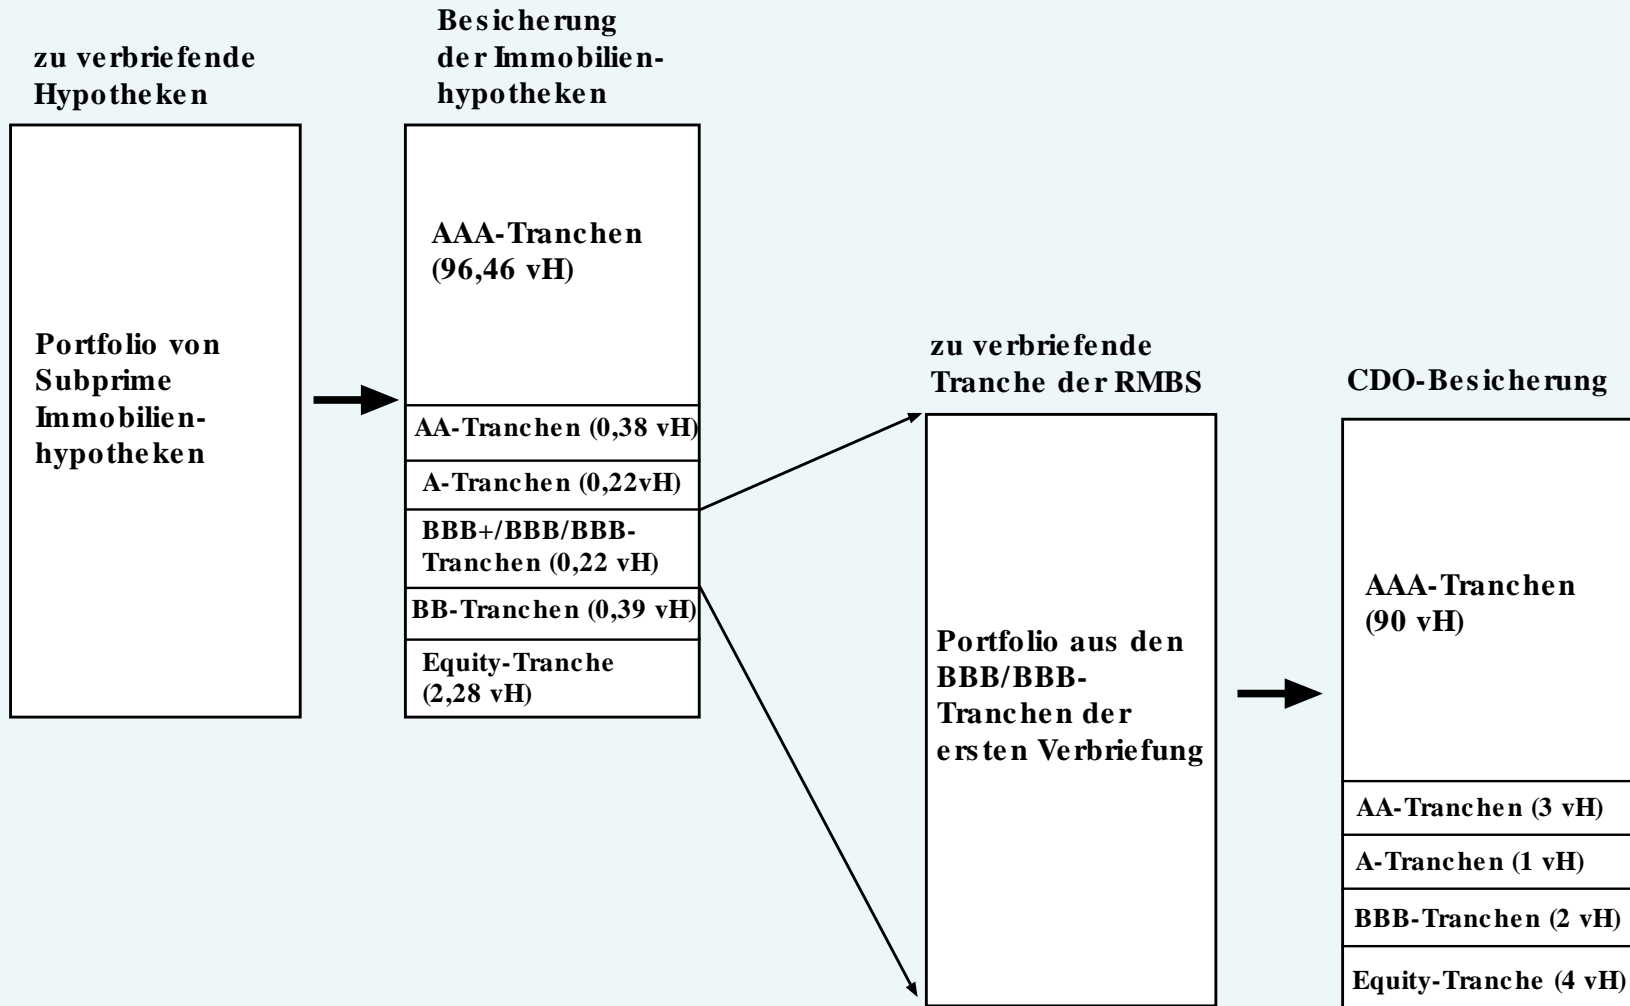 zu verbriefende
Hypotheken
Besicherung
der Immobilien-
hypotheken
Portfolio von
Subprime
Immobilien-
hypotheken
AAA-Tranchen
(96,46 vH)
AA-Tranchen (0,38 vH)
A-Tranchen (0,22vH)
BBB+/BBB/BBB-
Tranchen (0,22 vH)
BB-Tranchen (0,39 vH)
Equity-Tranche
(2,28 vH)
zu verbriefende
Tranche der RMBS
Portfolio aus den
BBB/BBB-
Tranchen der
ersten Verbriefung
CDO-Besicherung
AAA-Tranchen
(90 vH)
AA-Tranchen (3 vH)
A-Tranchen (1 vH)
BBB-Tranchen (2 vH)
Equity-Tranche (4 vH)